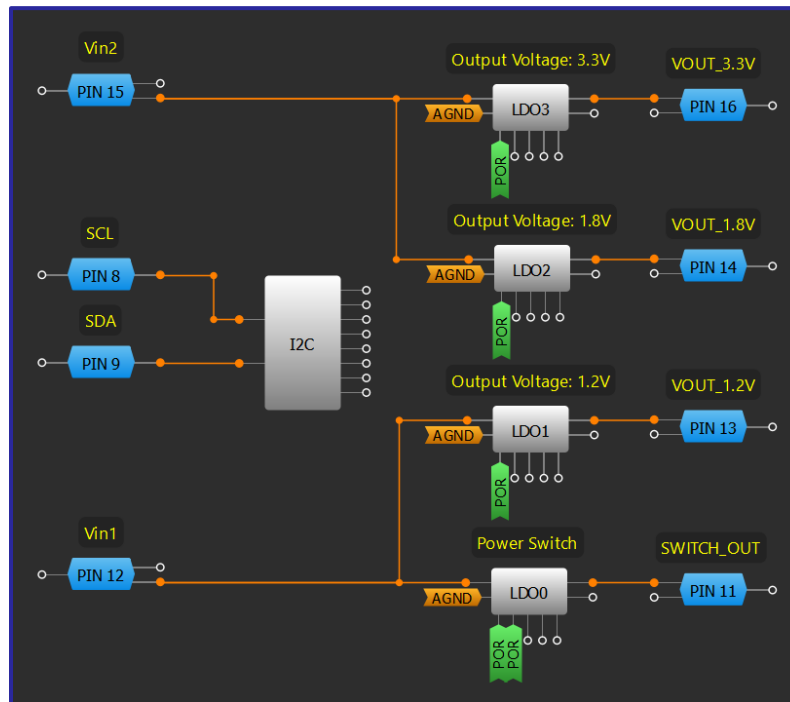 Vin2
PIN 15
Output Voltage: 3.3V
AGND
LDO3
POR
VOUT_3.3V
PIN 16
SCL
PIN 8
SDA
PIN 9
I2C
Output Voltage: 1.8V
AGND
LDO2
POR
VOUT_1.8V
PIN 14
Output Voltage: 1.2V
AGND
LDO1
POR
VOUT_1.2V
PIN 13
Vin1
PIN 12
Power Switch
AGND
LDO0
POR
POR
SWITCH_OUT
PIN 11